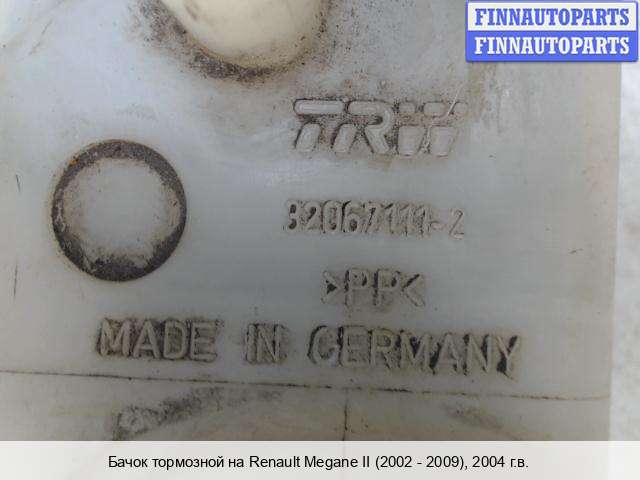 FINNAUTOPARTS
FINNAUTOPARTS
TRW
32067111-2
>PP<
MADE IN GERMANY
Бачок тормозной на Renault Megane II (2002 - 2009), 2004 г.в.